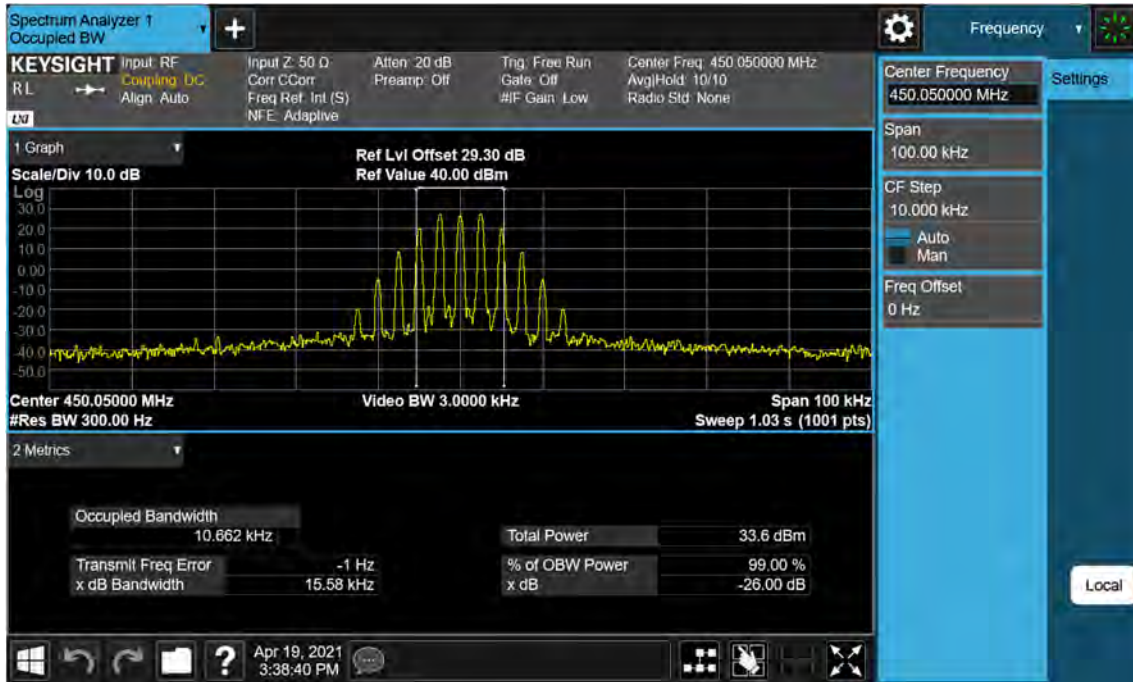 Spectrum Analyzer 1
Occupied BW
Frequency
KEYSIGHT
R L
LXI
Input: RF
Coupling: DC
Align: Auto
Input Z: 50 Ω
Corr CCorr
Freq Ref: Int (S)
NFE: Adaptive
Atten: 20 dB
Preamp: Off
Trig: Free Run
Gate: Off
#IF Gain: Low
Center Freq: 450.050000 MHz
Avg|Hold: 10/10
Radio Std: None
1 Graph
Scale/Div 10.0 dB
Ref Lvl Offset 29.30 dB
Ref Value 40.00 dBm
Log
30.0
20.0
10.0
0.00
-10.0
-20.0
-30.0
-40.0
-50.0
Center 450.05000 MHz
#Res BW 300.00 Hz
Video BW 3.0000 kHz
Span 100 kHz
Sweep 1.03 s (1001 pts)
2 Metrics
Occupied Bandwidth
10.662 kHz
Transmit Freq Error -1 Hz
x dB Bandwidth 15.58 kHz
Total Power 33.6 dBm
% of OBW Power 99.00 %
x dB -26.00 dB
Center Frequency
450.050000 MHz
Span
100.00 kHz
CF Step
10.000 kHz
Auto
Man
Freq Offset
0 Hz
Settings
Local
Apr 19, 2021
3:38:40 PM